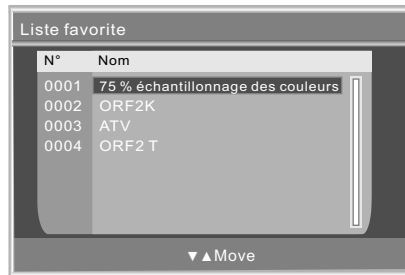 Liste favorite
N° Nom
0001 75 % échantillonnage des couleurs
0002 ORF2K
0003 ATV
0004 ORF2 T
▼▲Move